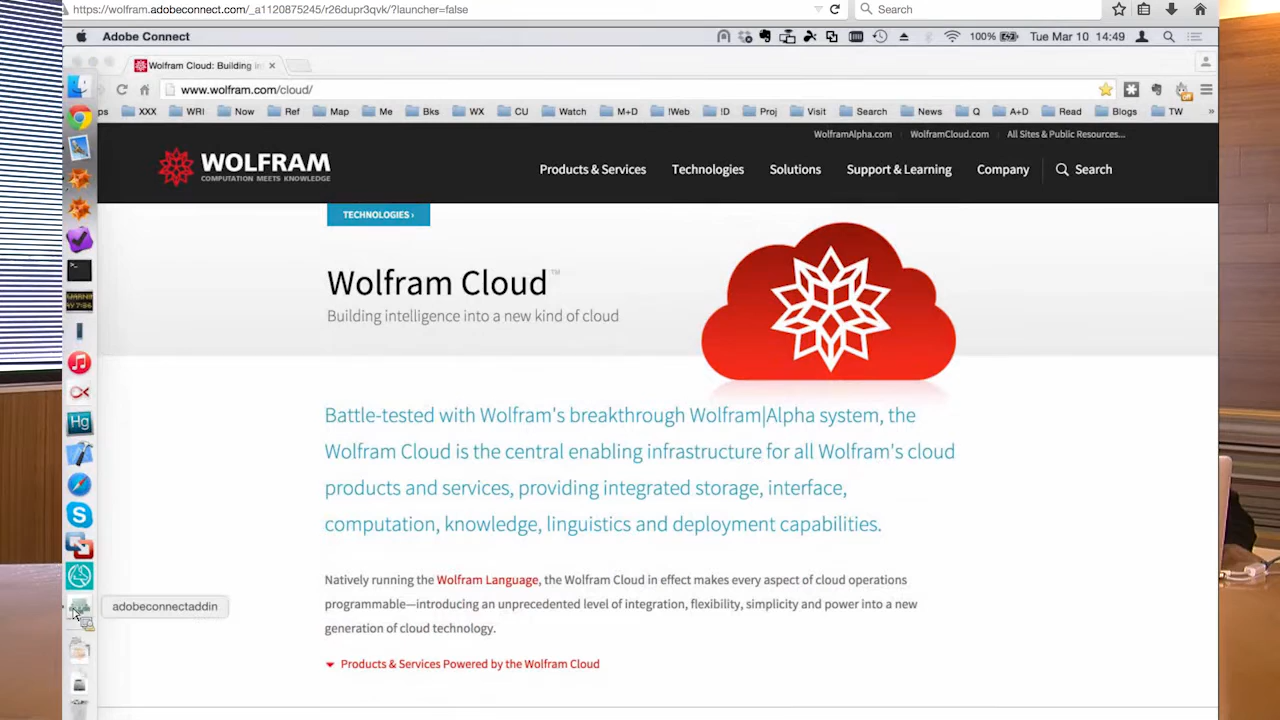 https://wolfram.adobeconnect.com/_a1120875245/r26dupr3qvk/?launcher=false
Search
Adobe Connect
100%
Tue Mar 10 14:49
Wolfram Cloud: Building in
www.wolfram.com/cloud/
ps XXX WRI Now Ref Map Me Bks WX CU Watch M+D !Web !D Proj Visit Search News Q A+D Read Blogs TW »
WolframAlpha.com WolframCloud.com All Sites & Public Resources...
WOLFRAM
COMPUTATION MEETS KNOWLEDGE
Products & Services Technologies Solutions Support & Learning Company Search
TECHNOLOGIES ›
Wolfram Cloud™
Building intelligence into a new kind of cloud
Battle-tested with Wolfram's breakthrough Wolfram|Alpha system, the
Wolfram Cloud is the central enabling infrastructure for all Wolfram's cloud
products and services, providing integrated storage, interface,
computation, knowledge, linguistics and deployment capabilities.
Natively running the Wolfram Language, the Wolfram Cloud in effect makes every aspect of cloud operations
programmable—introducing an unprecedented level of integration, flexibility, simplicity and power into a new
generation of cloud technology.
Products & Services Powered by the Wolfram Cloud
Hg
S
adobeconnectaddin